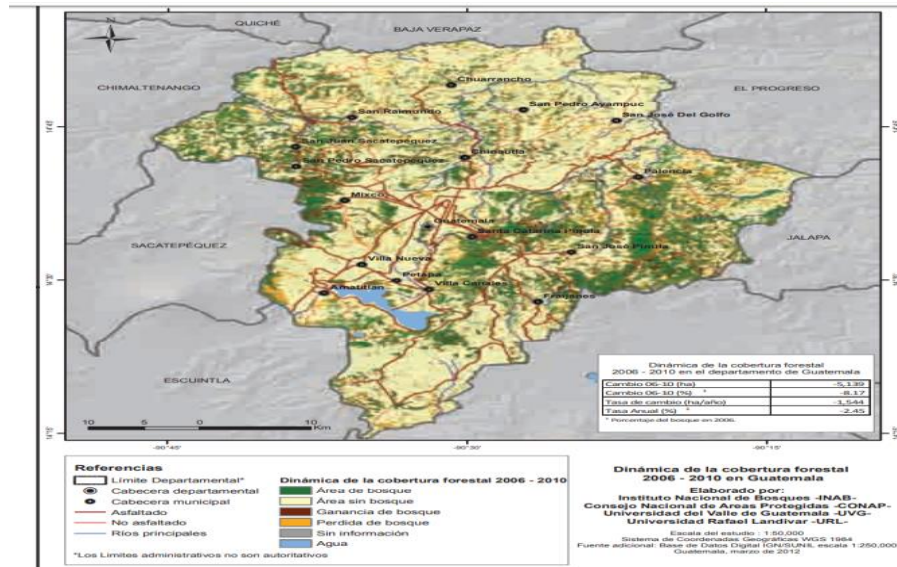 QUICHÉ
BAJA VERAPAZ
CHIMALTENANGO
EL PROGRESO
Chuarrancho
San Pedro Ayampuc
San Raimundo
San José Del Golfo
San Juan Sacatepéquez
Chinautla
San Pedro Sacatepéquez
Palencia
Mixco
Guatemala
Santa Catarina Pinula
SACATEPÉQUEZ
JALAPA
San José Pinula
Villa Nueva
Petapa
Villa Canales
Amatitlán
Fraijanes
ESCUINTLA
Dinámica de la cobertura forestal
2006 - 2010 en el departamento de Guatemala
Cambio 06-10 (ha) -5,139
Cambio 06-10 (%) * -8.17
Tasa de cambio (ha/año) -1,544
Tasa Anual (%) * -2.45
* Porcentaje del bosque en 2006.
10 5 0 10
Km
-90°45' -90°30' -90°15'
Referencias
Límite Departamental*
Cabecera departamental
Cabecera municipal
Asfaltado
No asfaltado
Ríos principales
*Los Límites administrativos no son autoritativos
Dinámica de la cobertura forestal 2006 - 2010
Área de bosque
Área sin bosque
Ganancia de bosque
Perdida de bosque
Sin información
Agua
Dinámica de la cobertura forestal
2006 - 2010 en Guatemala
Elaborado por:
Instituto Nacional de Bosques -INAB-
Consejo Nacional de Areas Protegidas -CONAP-
Universidad del Valle de Guatemala -UVG-
Universidad Rafael Landivar -URL-
Escala del estudio : 1:50,000
Sistema de Coordenadas Geográficas WGS 1984
Fuente adicional: Base de Datos Digital IGN/SUNIL escala 1:250,000
Guatemala, marzo de 2012